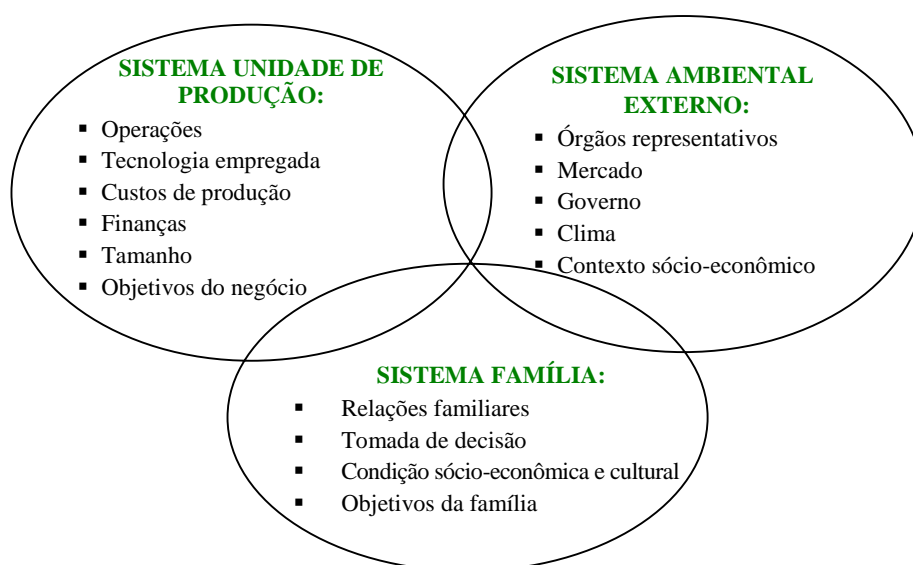 SISTEMA UNIDADE DE
PRODUÇÃO:
▪ Operações
▪ Tecnologia empregada
▪ Custos de produção
▪ Finanças
▪ Tamanho
▪ Objetivos do negócio
SISTEMA AMBIENTAL
EXTERNO:
▪ Órgãos representativos
▪ Mercado
▪ Governo
▪ Clima
▪ Contexto sócio-econômico
SISTEMA FAMÍLIA:
▪ Relações familiares
▪ Tomada de decisão
▪ Condição sócio-econômica e cultural
▪ Objetivos da família